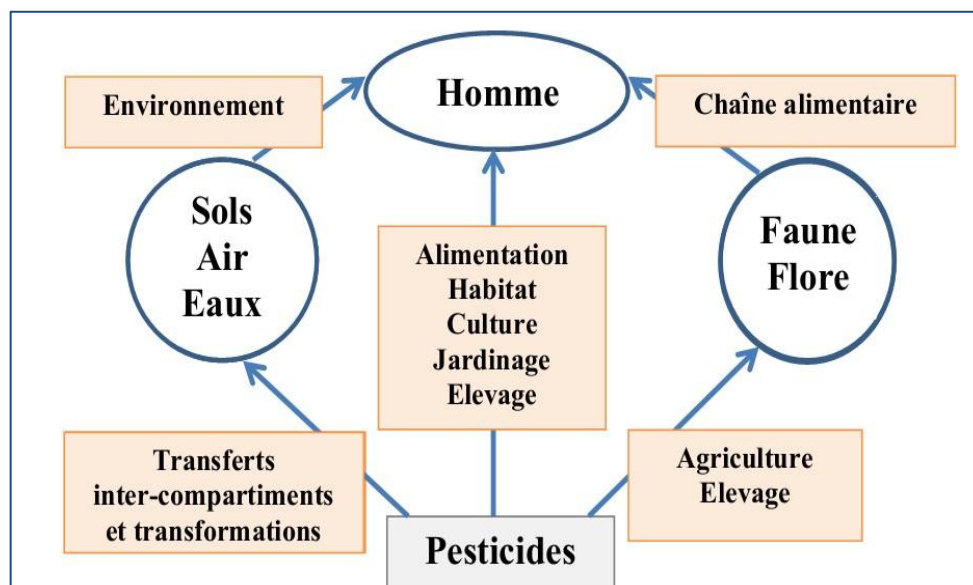 Homme
Environnement
Chaîne alimentaire
Sols
Air
Eaux
Alimentation
Habitat
Culture
Jardinage
Elevage
Faune
Flore
Transferts
inter-compartiments
et transformations
Agriculture
Elevage
Pesticides